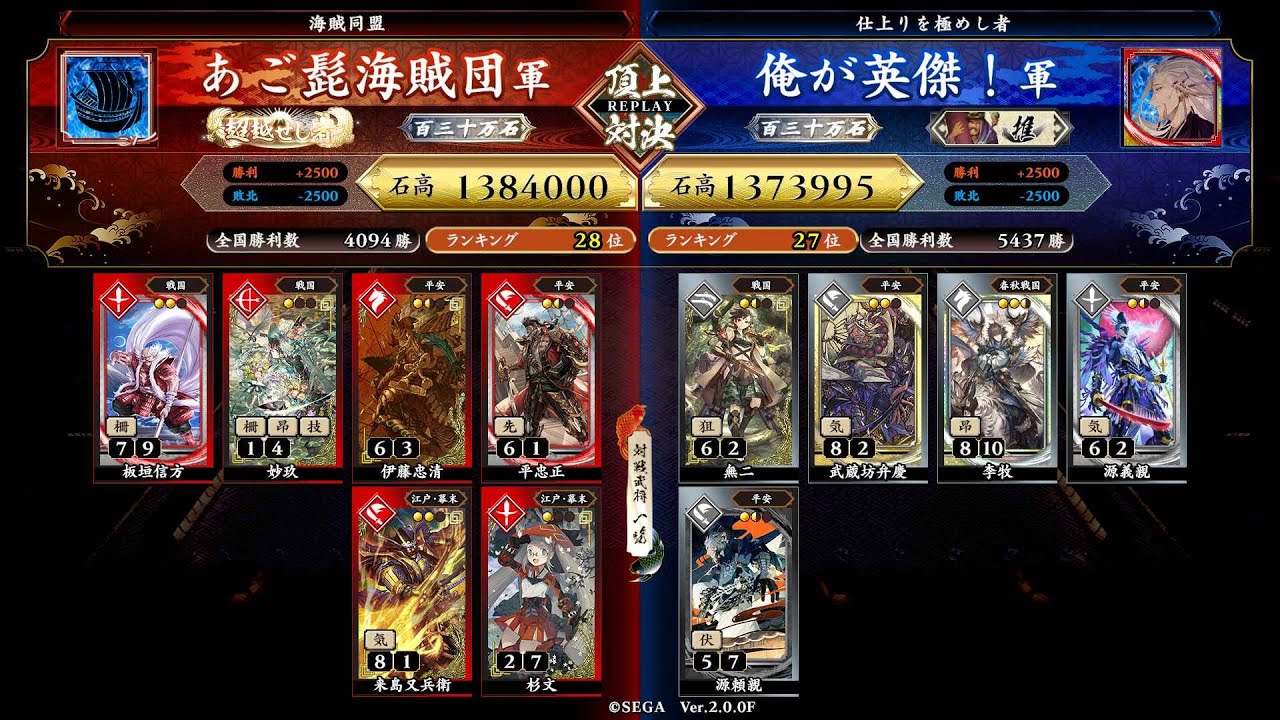 海賊同盟
仕上りを極めし者
あご髭海賊団軍
頂上
REPLAY
対決
俺が英傑！軍
超越せし者
百三十万石
百三十万石
推
勝利 +2500
敗北 -2500
石高 1384000
石高 1373995
勝利 +2500
敗北 -2500
全国勝利数 4094勝
ランキング 28位
ランキング 27位
全国勝利数 5437勝
戦国
柵
7 9
板垣信方
戦国
柵 昂 技
1 4
妙玖
平安
6 3
伊藤忠清
平安
先
6 1
平忠正
戦国
狙
6 2
無二
平安
気
8 2
武蔵坊弁慶
春秋戦国
昂
8 10
李牧
平安
気
6 2
源義親
対戦武将一覧
江戸・幕末
気
8 1
来島又兵衛
江戸・幕末
2 7
杉文
平安
伏
5 7
源頼親
©SEGA Ver.2.0.0F